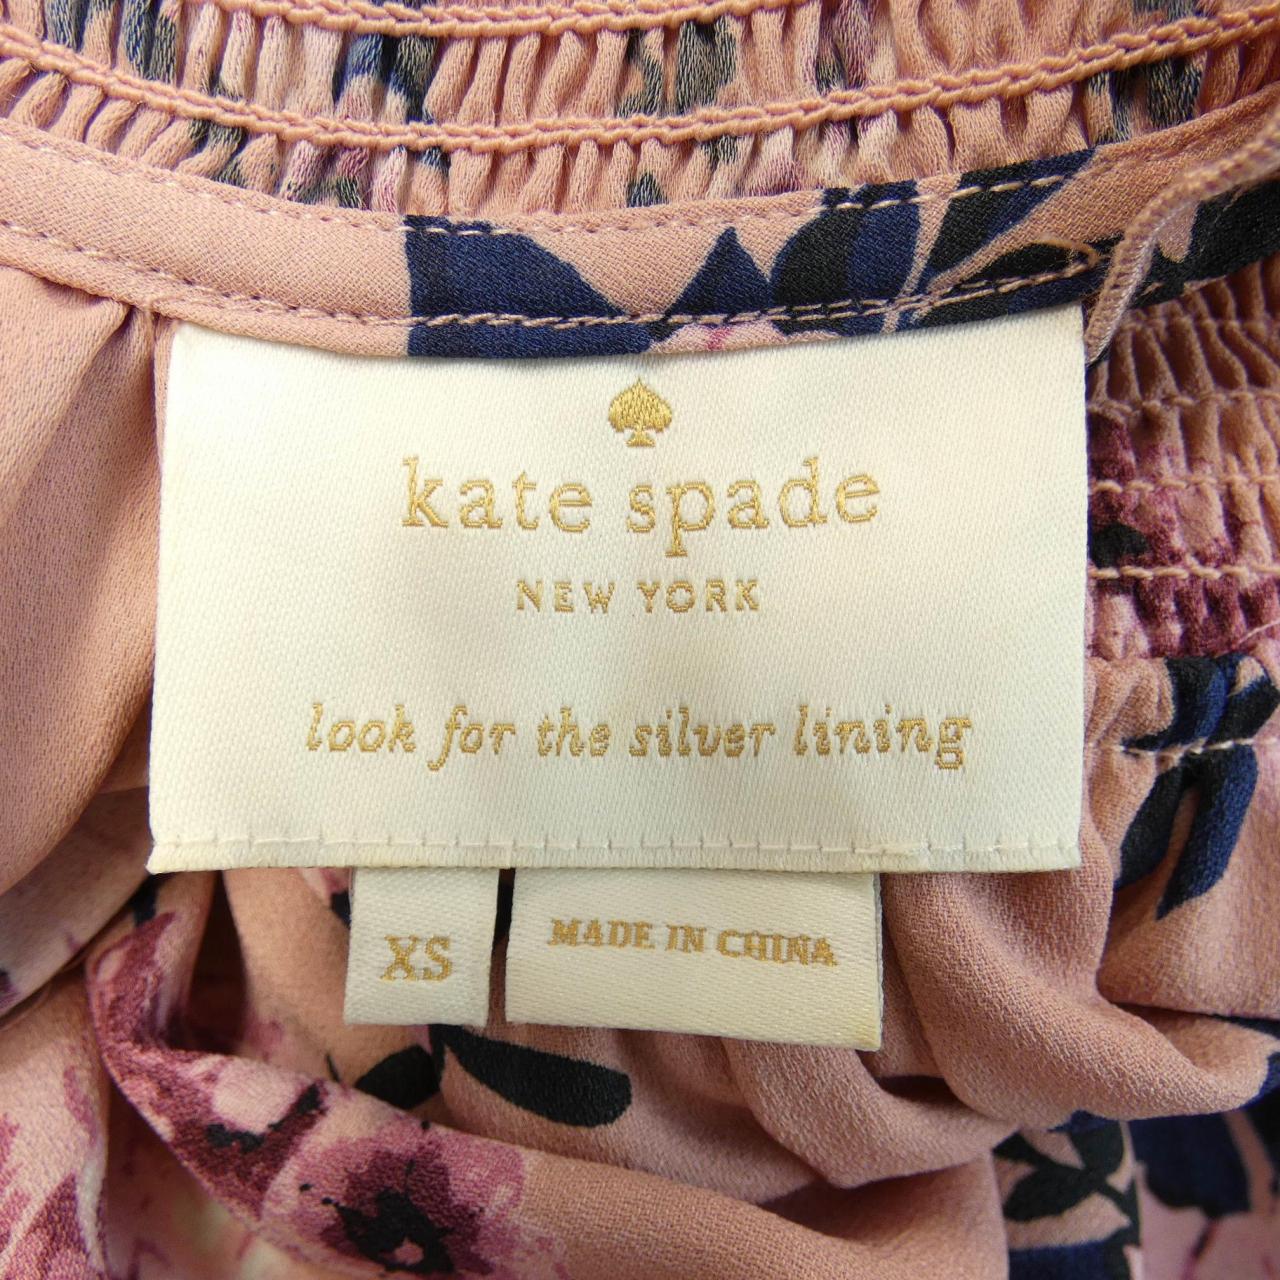 kate spade
NEW YORK
look for the silver lining
XS
MADE IN CHINA